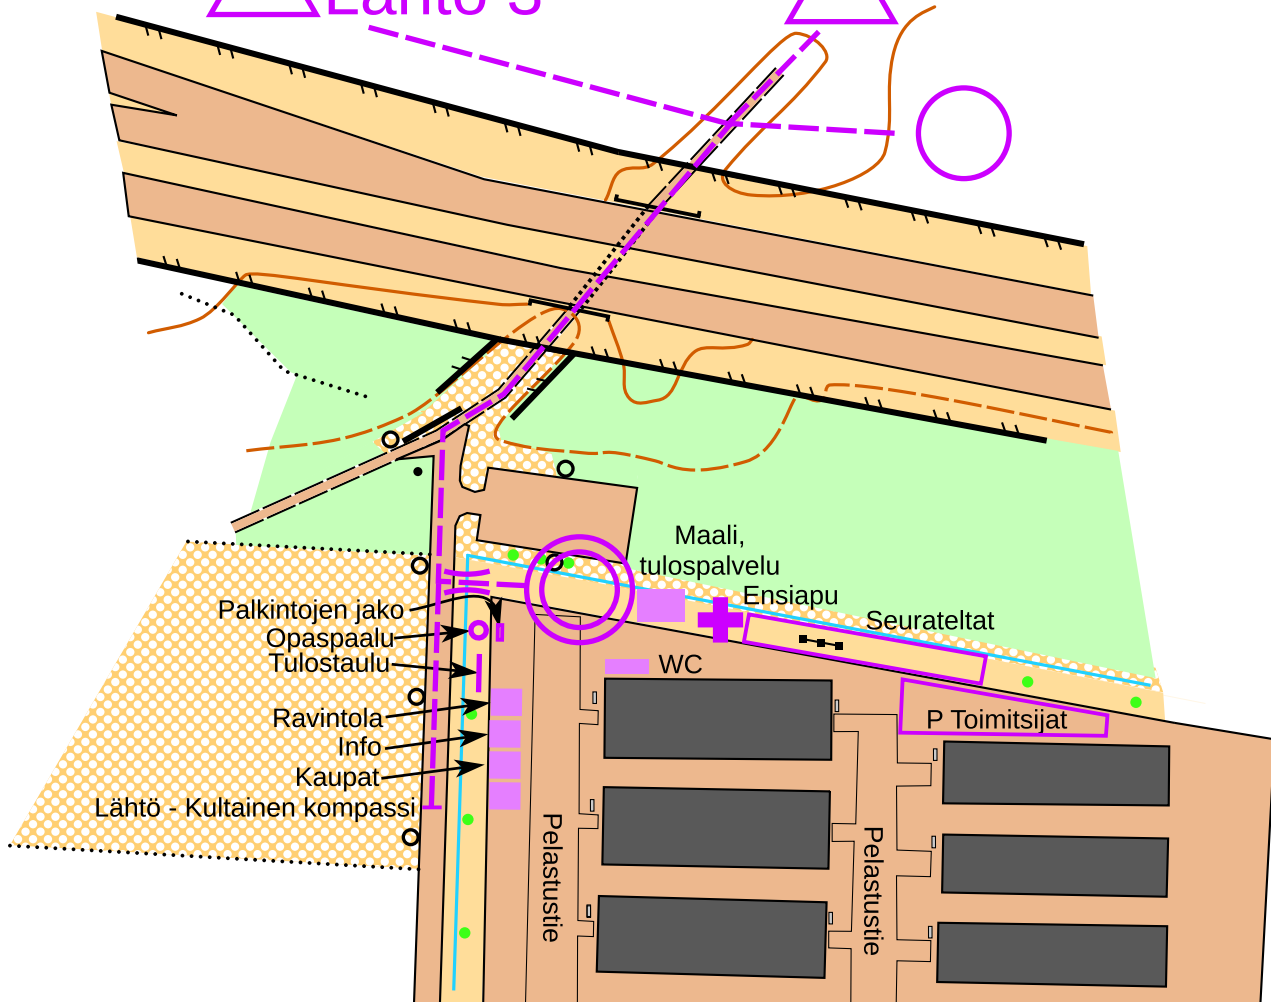 Lähtö 3
Maali,
tulospalvelu
Ensiapu
Seurateltat
Palkintojen jako
Opaspaalu
Tulostaulu
WC
Ravintola
P Toimitsijat
Info
Kaupat
Lähtö - Kultainen kompassi
Pelastustie
Pelastustie